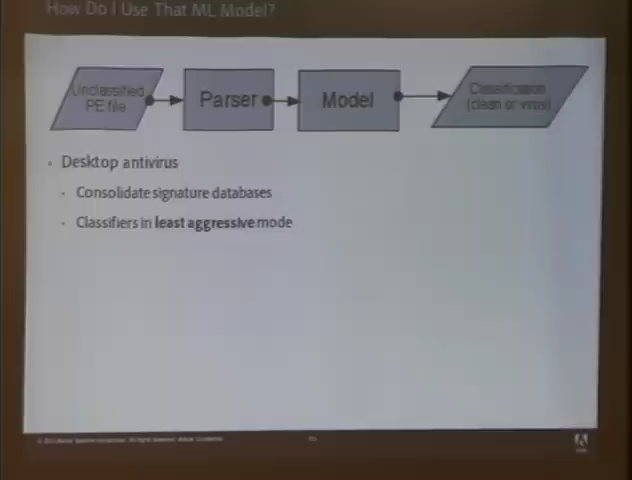 How Do I Use That ML Model?
Unclassified
PE file
Parser
Model
Classification
(clean or virus)
• Desktop antivirus
• Consolidate signature databases
• Classifiers in least aggressive mode